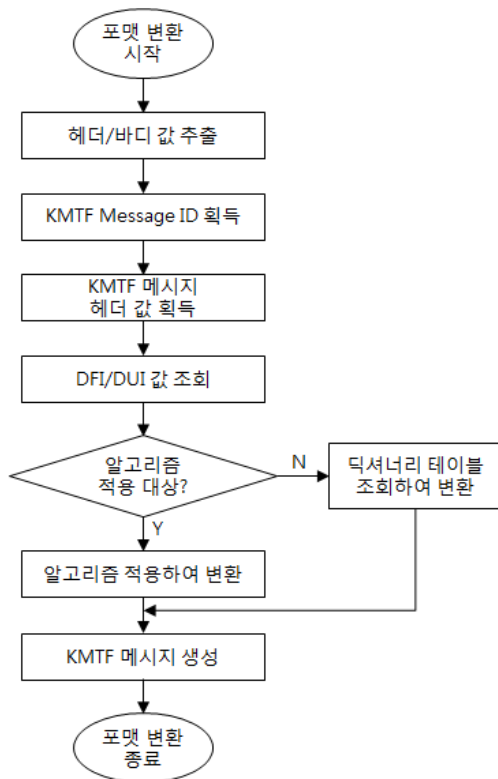 포맷 변환
시작
헤더/바디 값 추출
KMTF Message ID 획득
KMTF 메시지
헤더 값 획득
DFI/DUI 값 조회
알고리즘
적용 대상?
N
딕셔너리 테이블
조회하여 변환
Y
알고리즘 적용하여 변환
KMTF 메시지 생성
포맷 변환
종료